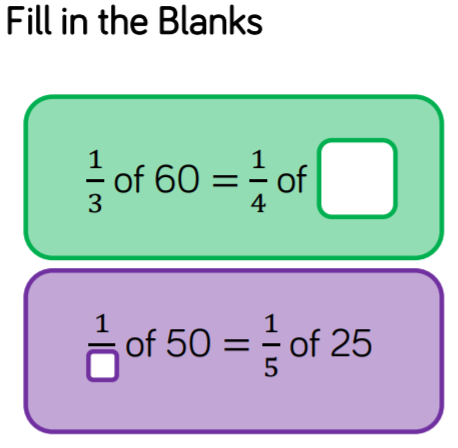 Fill in the Blanks
1/3 of 60 = 1/4 of
1/ of 50 = 1/5 of 25